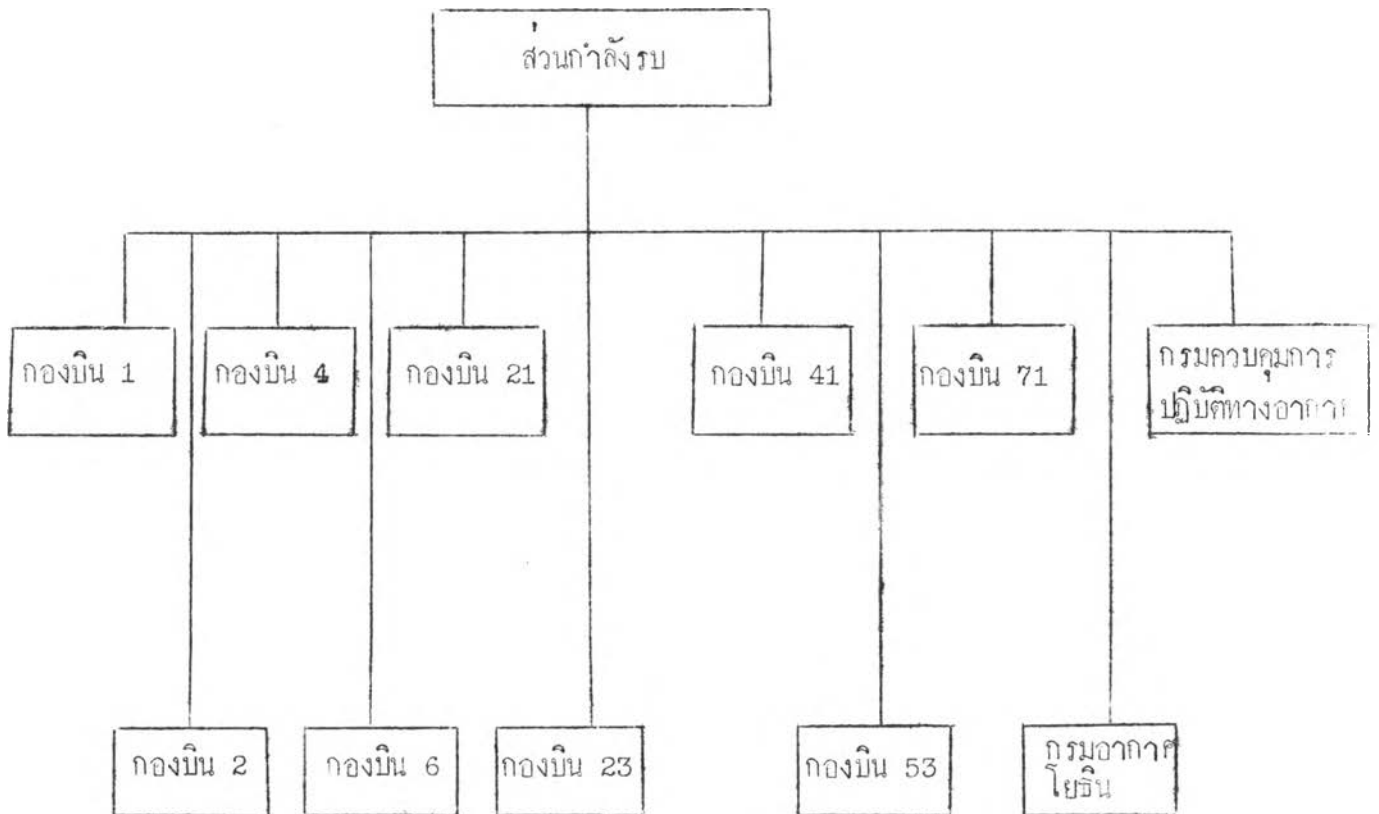 ส่วนกำลังรบ
กองบิน 1
กองบิน 4
กองบิน 21
กองบิน 41
กองบิน 71
กรมควบคุมการ
ปฏิบัติทางอากาศ
กองบิน 2
กองบิน 6
กองบิน 23
กองบิน 53
กรมอากาศ
โยธิน